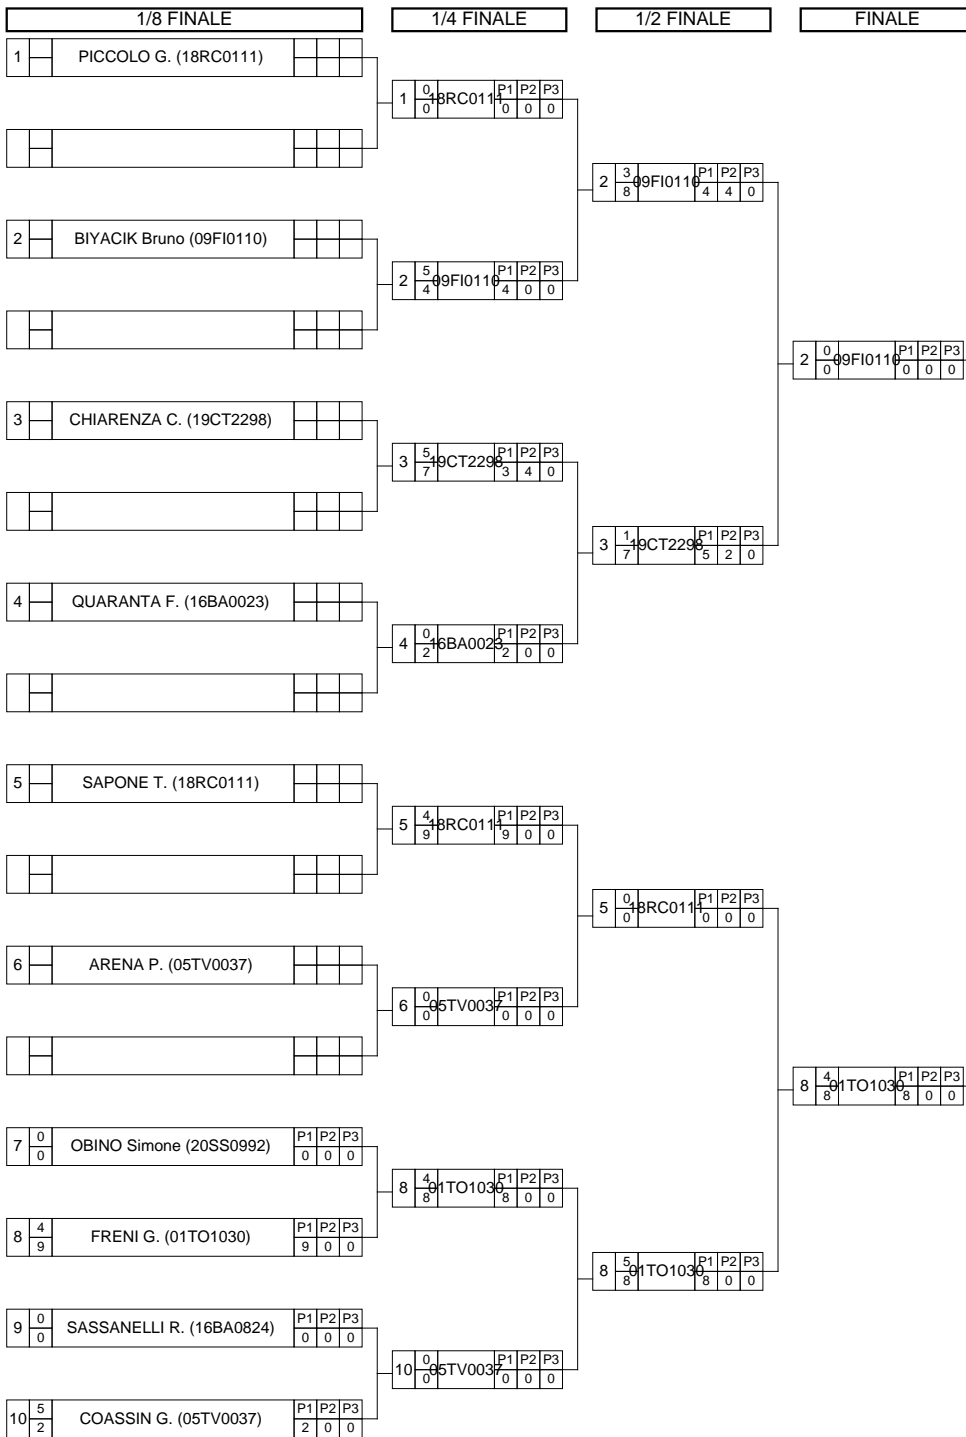 1/8 FINALE 1/4 FINALE 1/2 FINALE FINALE
1 PICCOLO G. (18RC0111)
1 0 0 18RC0111 P1 P2 P3 0 0 0
2 3 8 09FI0110 P1 P2 P3 4 4 0
2 BIYACIK Bruno (09FI0110)
2 5 4 09FI0110 P1 P2 P3 4 0 0
2 0 0 09FI0110 P1 P2 P3 0 0 0
3 CHIARENZA C. (19CT2298)
3 5 7 19CT2298 P1 P2 P3 3 4 0
3 1 7 19CT2298 P1 P2 P3 5 2 0
4 QUARANTA F. (16BA0023)
4 0 2 16BA0023 P1 P2 P3 2 0 0
5 SAPONE T. (18RC0111)
5 4 9 18RC0111 P1 P2 P3 9 0 0
5 0 0 18RC0111 P1 P2 P3 0 0 0
6 ARENA P. (05TV0037)
6 0 0 05TV0037 P1 P2 P3 0 0 0
8 4 8 01TO1030 P1 P2 P3 8 0 0
7 0 0 OBINO Simone (20SS0992) P1 P2 P3 0 0 0
8 4 8 01TO1030 P1 P2 P3 8 0 0
8 4 9 FRENI G. (01TO1030) P1 P2 P3 9 0 0
8 5 8 01TO1030 P1 P2 P3 8 0 0
9 0 0 SASSANELLI R. (16BA0824) P1 P2 P3 0 0 0
10 0 0 05TV0037 P1 P2 P3 0 0 0
10 5 2 COASSIN G. (05TV0037) P1 P2 P3 2 0 0